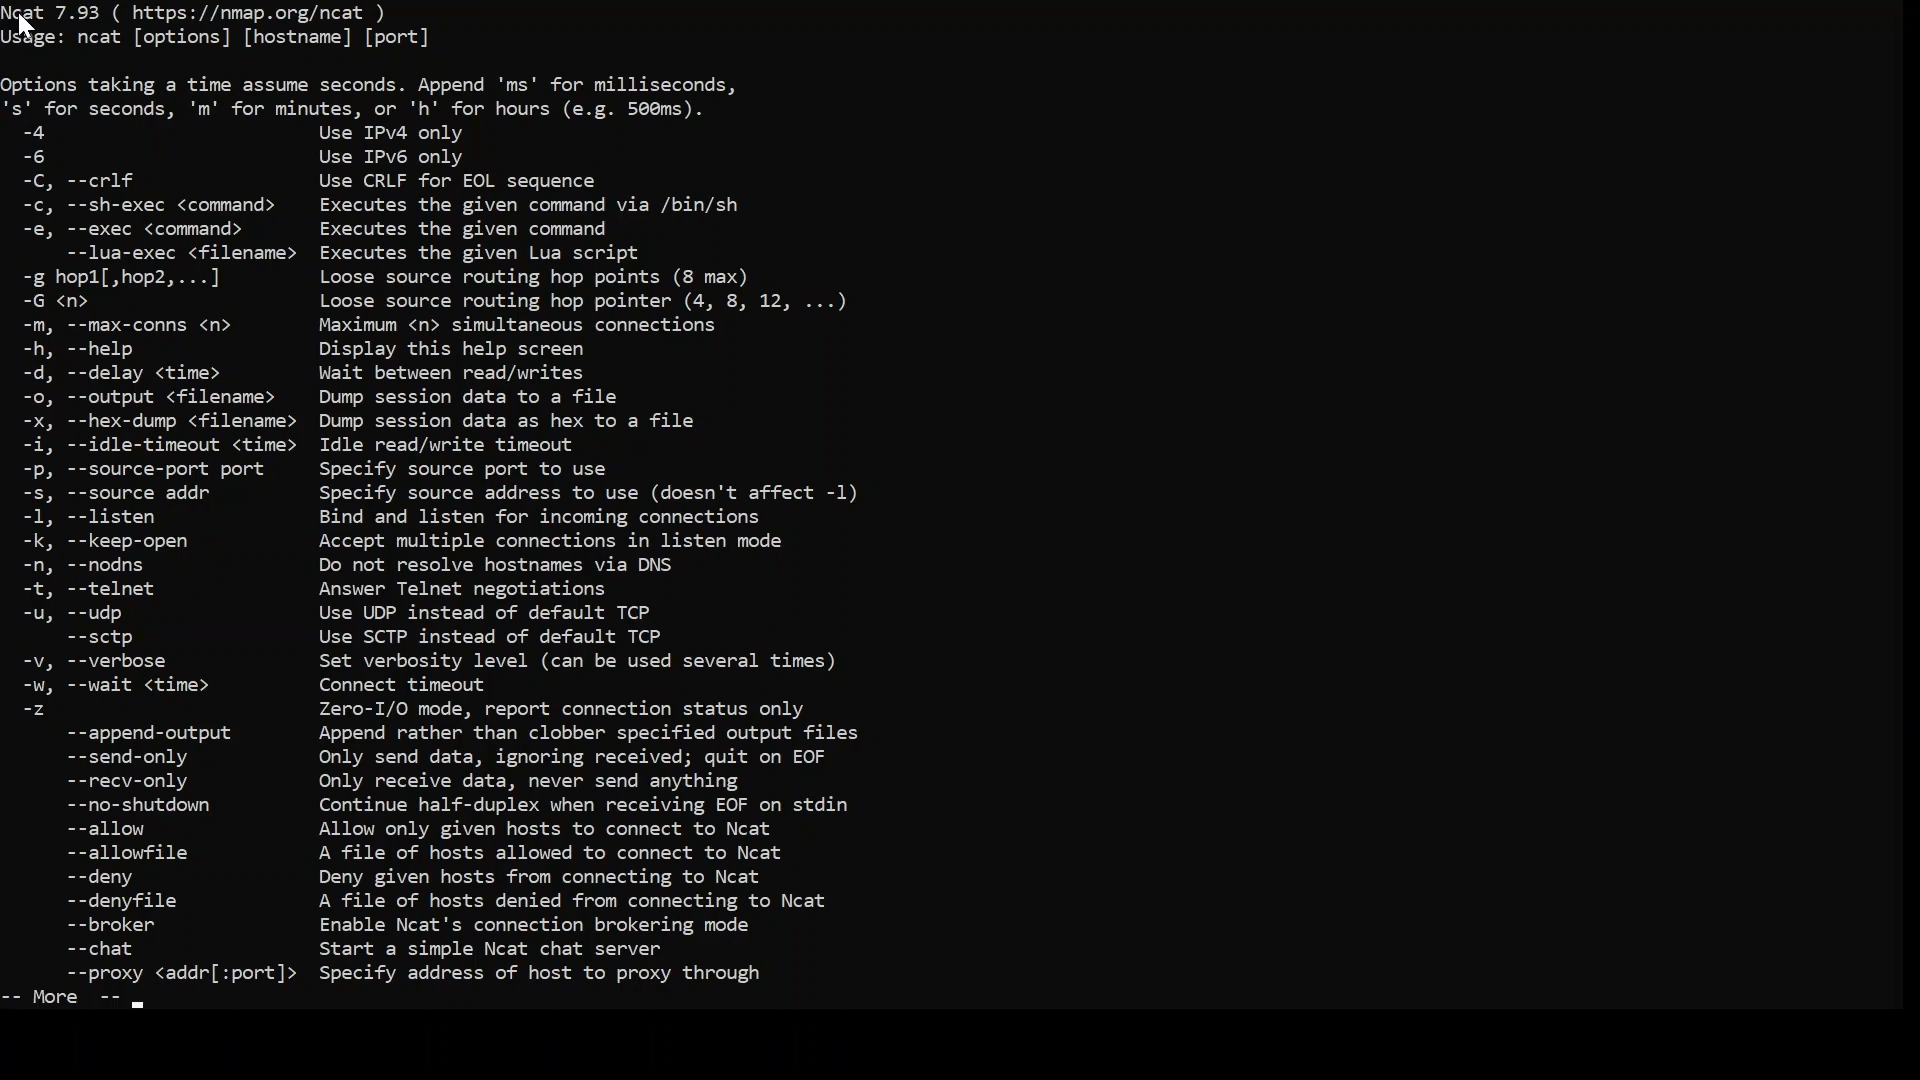 Ncat 7.93 ( https://nmap.org/ncat )
Usage: ncat [options] [hostname] [port]

Options taking a time assume seconds. Append 'ms' for milliseconds,
's' for seconds, 'm' for minutes, or 'h' for hours (e.g. 500ms).
  -4                         Use IPv4 only
  -6                         Use IPv6 only
  -C, --crlf                 Use CRLF for EOL sequence
  -c, --sh-exec <command>    Executes the given command via /bin/sh
  -e, --exec <command>       Executes the given command
      --lua-exec <filename>  Executes the given Lua script
  -g hop1[,hop2,...]         Loose source routing hop points (8 max)
  -G <n>                     Loose source routing hop pointer (4, 8, 12, ...)
  -m, --max-conns <n>        Maximum <n> simultaneous connections
  -h, --help                 Display this help screen
  -d, --delay <time>         Wait between read/writes
  -o, --output <filename>    Dump session data to a file
  -x, --hex-dump <filename>  Dump session data as hex to a file
  -i, --idle-timeout <time>  Idle read/write timeout
  -p, --source-port port     Specify source port to use
  -s, --source addr          Specify source address to use (doesn't affect -l)
  -l, --listen               Bind and listen for incoming connections
  -k, --keep-open            Accept multiple connections in listen mode
  -n, --nodns                Do not resolve hostnames via DNS
  -t, --telnet               Answer Telnet negotiations
  -u, --udp                  Use UDP instead of default TCP
      --sctp                 Use SCTP instead of default TCP
  -v, --verbose              Set verbosity level (can be used several times)
  -w, --wait <time>          Connect timeout
  -z                         Zero-I/O mode, report connection status only
      --append-output        Append rather than clobber specified output files
      --send-only            Only send data, ignoring received; quit on EOF
      --recv-only            Only receive data, never send anything
      --no-shutdown          Continue half-duplex when receiving EOF on stdin
      --allow                Allow only given hosts to connect to Ncat
      --allowfile            A file of hosts allowed to connect to Ncat
      --deny                 Deny given hosts from connecting to Ncat
      --denyfile             A file of hosts denied from connecting to Ncat
      --broker               Enable Ncat's connection brokering mode
      --chat                 Start a simple Ncat chat server
      --proxy <addr[:port]>  Specify address of host to proxy through
-- More  --